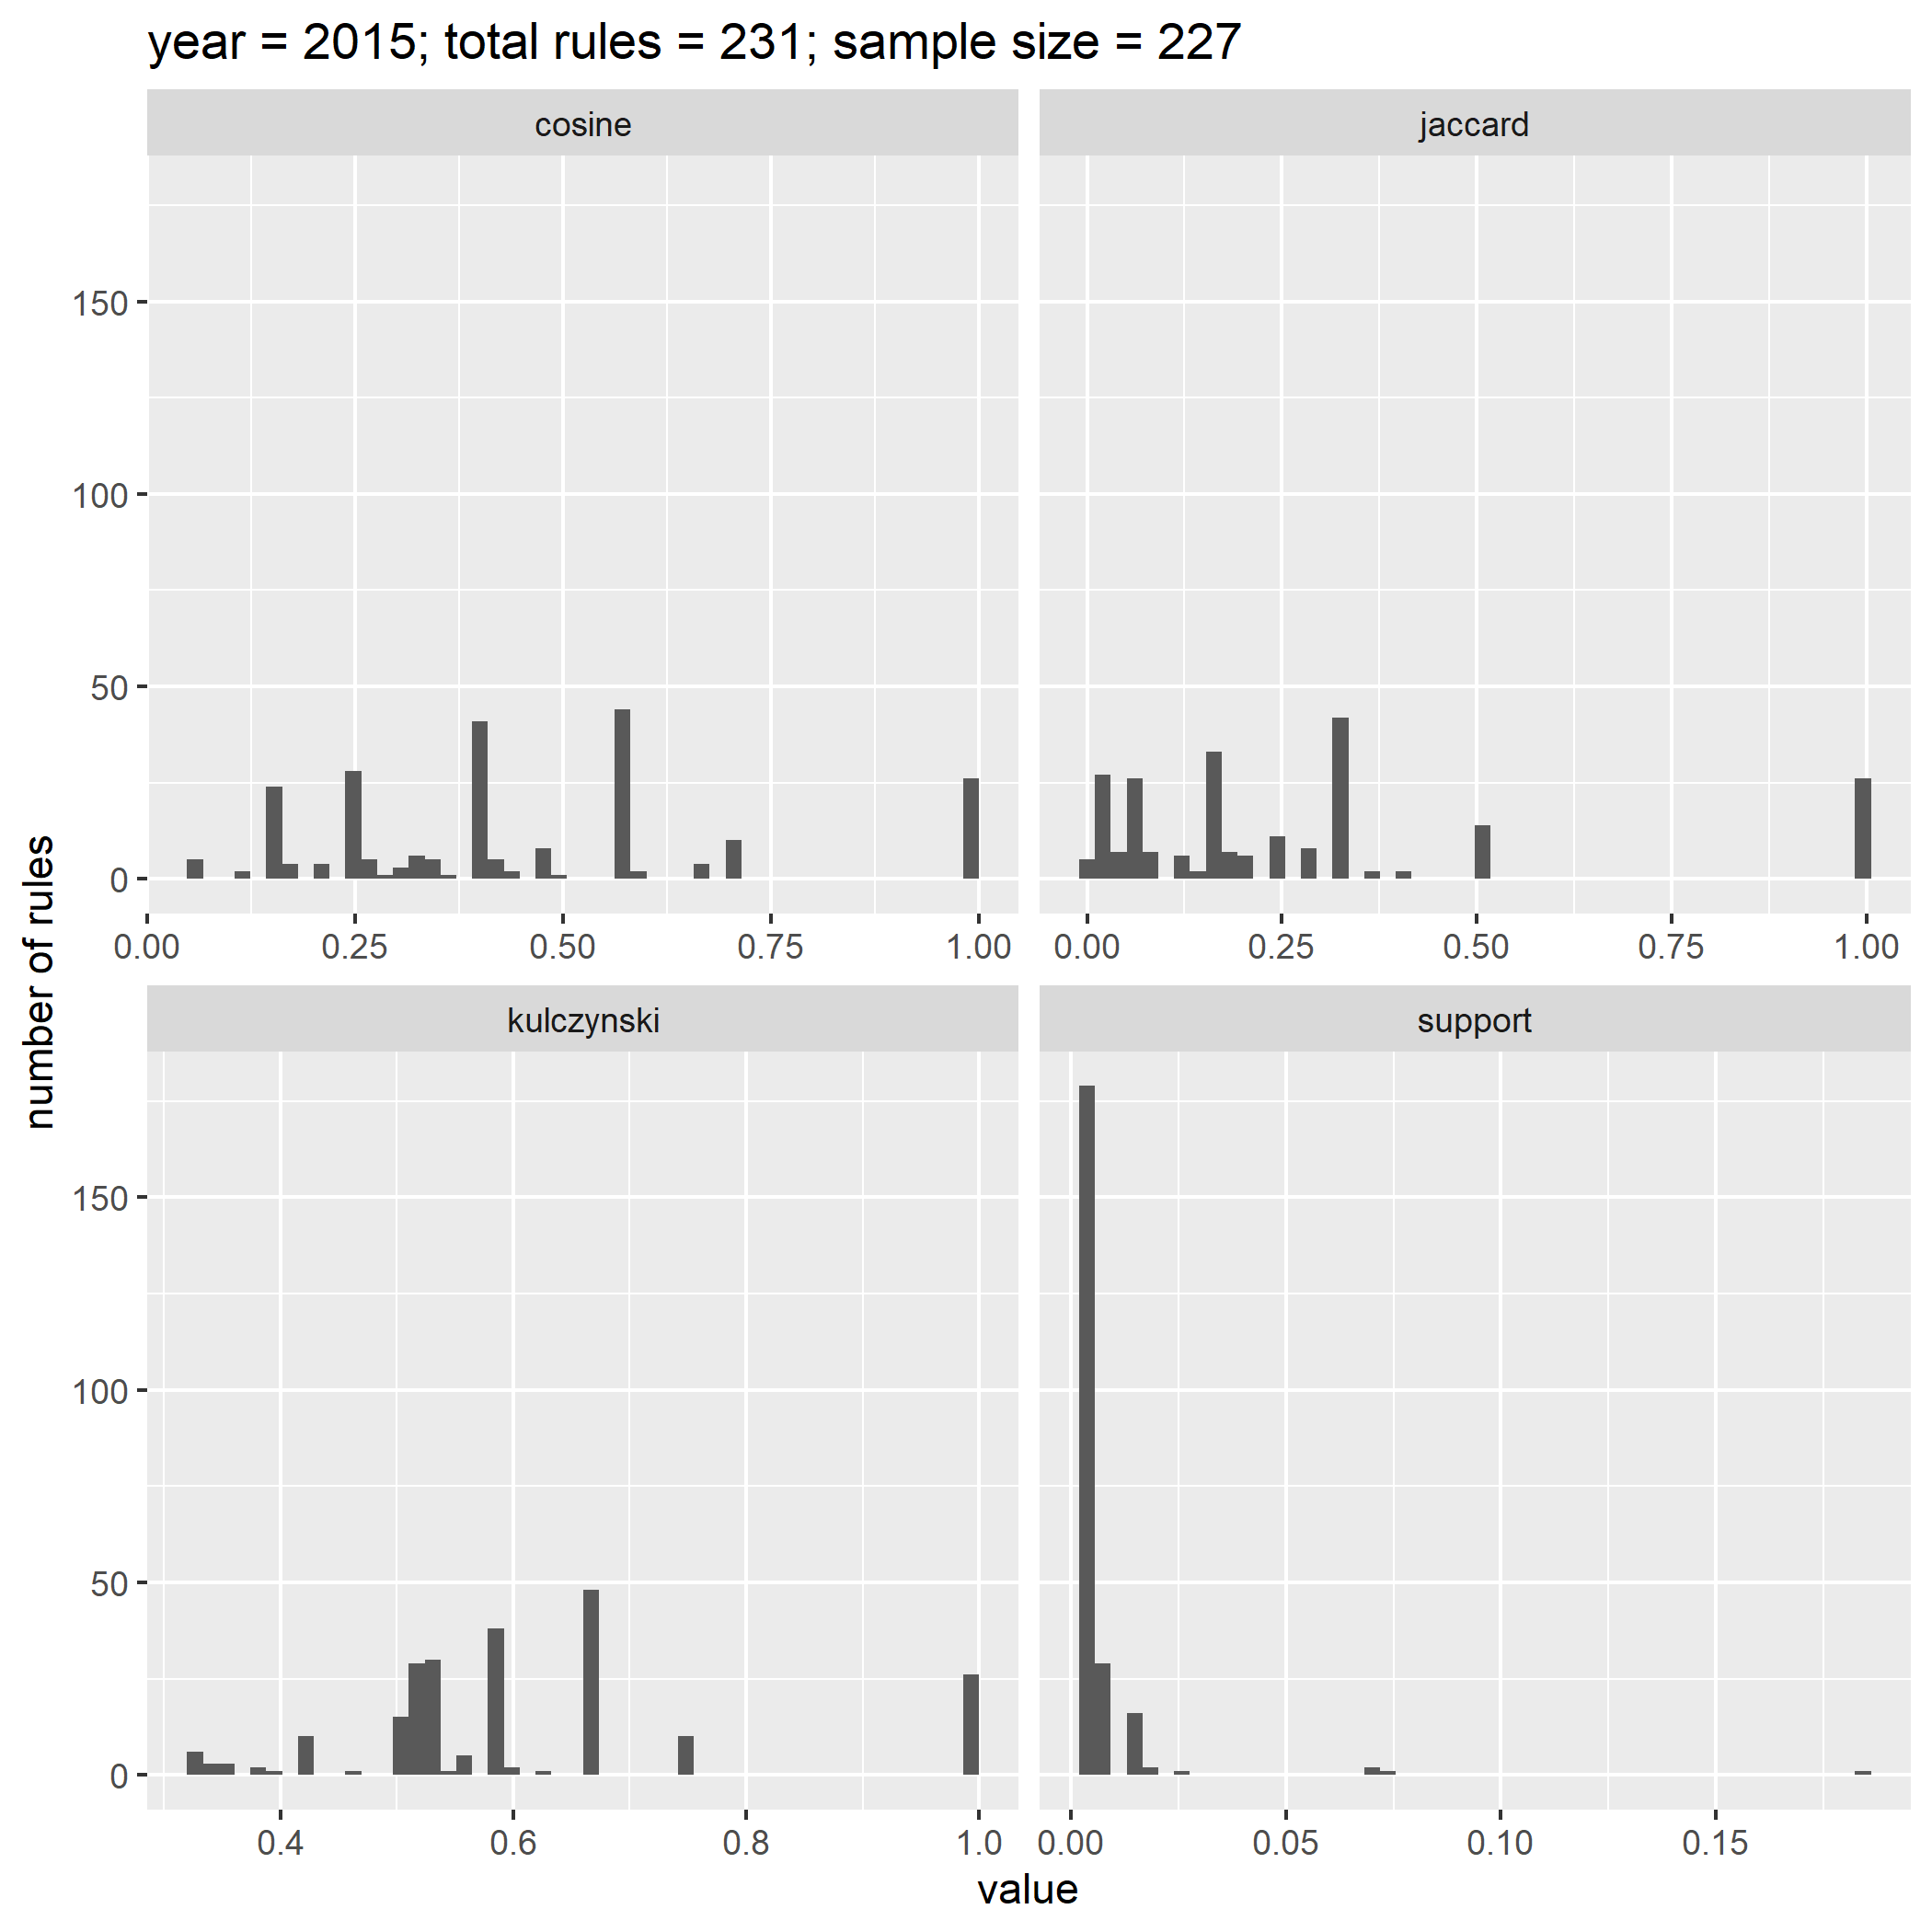 year = 2015; total rules = 231; sample size = 227
cosine
jaccard
150
100
50
0
0.00 0.25 0.50 0.75 1.00
0.00 0.25 0.50 0.75 1.00
number of rules
kulczynski
support
150
100
50
0
0.4 0.6 0.8 1.0
0.00 0.05 0.10 0.15
value